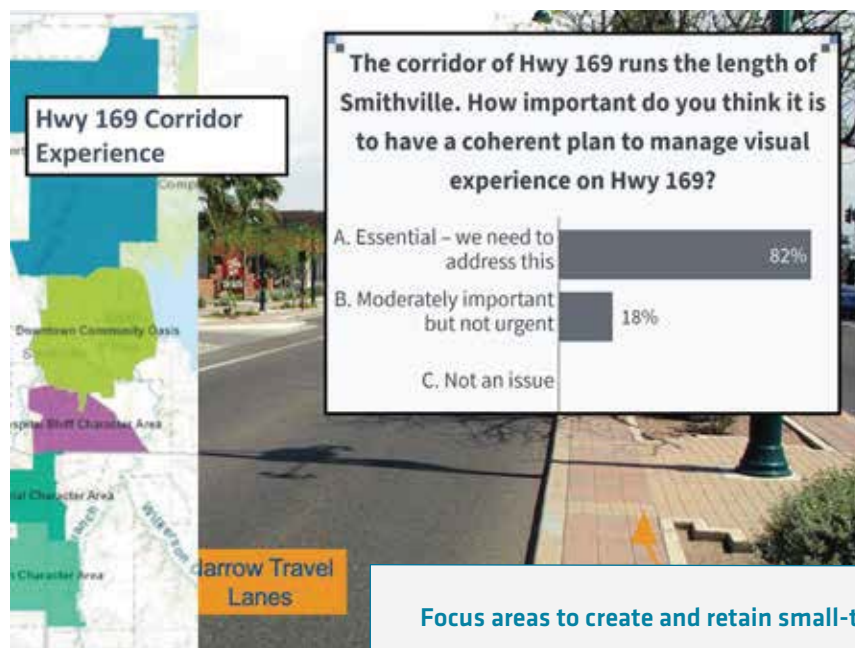 Hwy 169 Corridor
Experience
The corridor of Hwy 169 runs the length of
Smithville. How important do you think it is
to have a coherent plan to manage visual
experience on Hwy 169?
A. Essential – we need to
address this
82%
B. Moderately important
but not urgent
18%
C. Not an issue
Downtown Community Oasis
Bluff Character Area
Character Area
Character Area
Travel
Lanes
Focus areas to create and retain